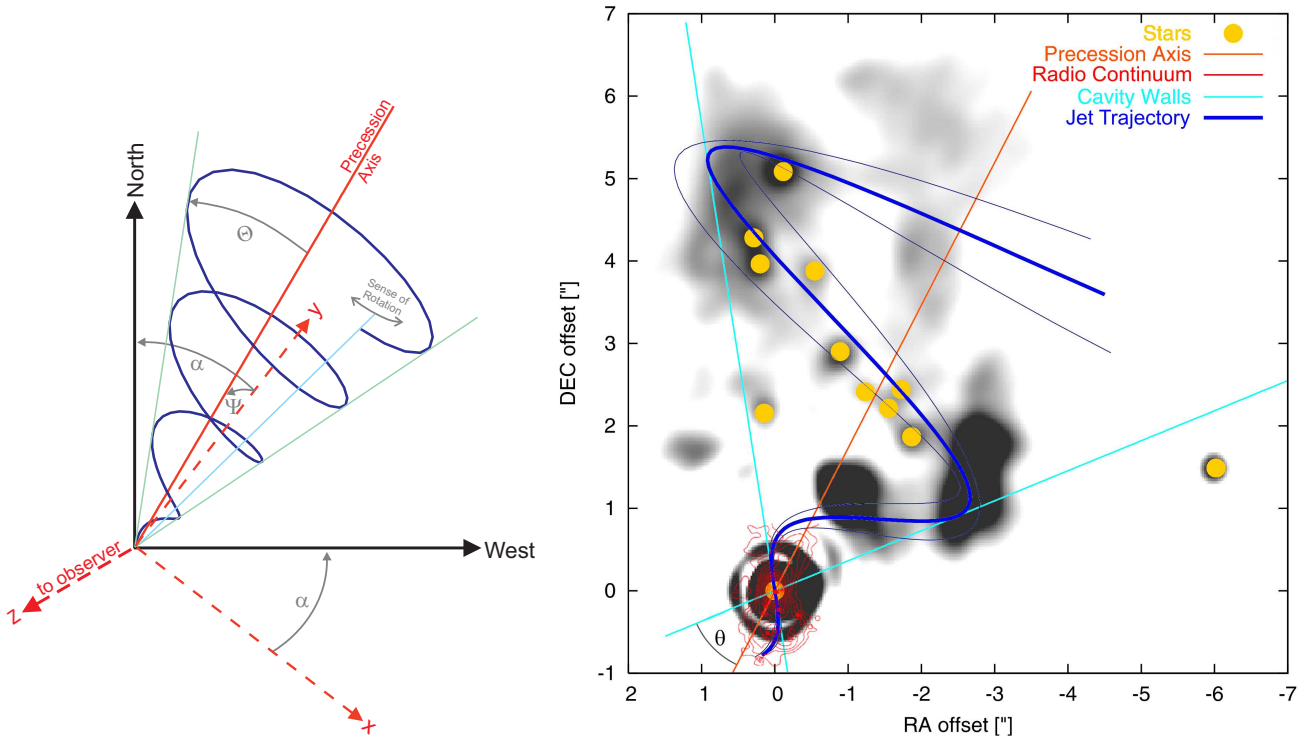 North
Precession
Axis
Θ
Sense of
Rotation
y
α
Ψ
West
to observer
z
α
x
7
6
5
4
3
2
1
0
-1
DEC offset ["]
Stars
Precession Axis
Radio Continuum
Cavity Walls
Jet Trajectory
θ
2
1
0
-1
-2
-3
-4
-5
-6
-7
RA offset ["]